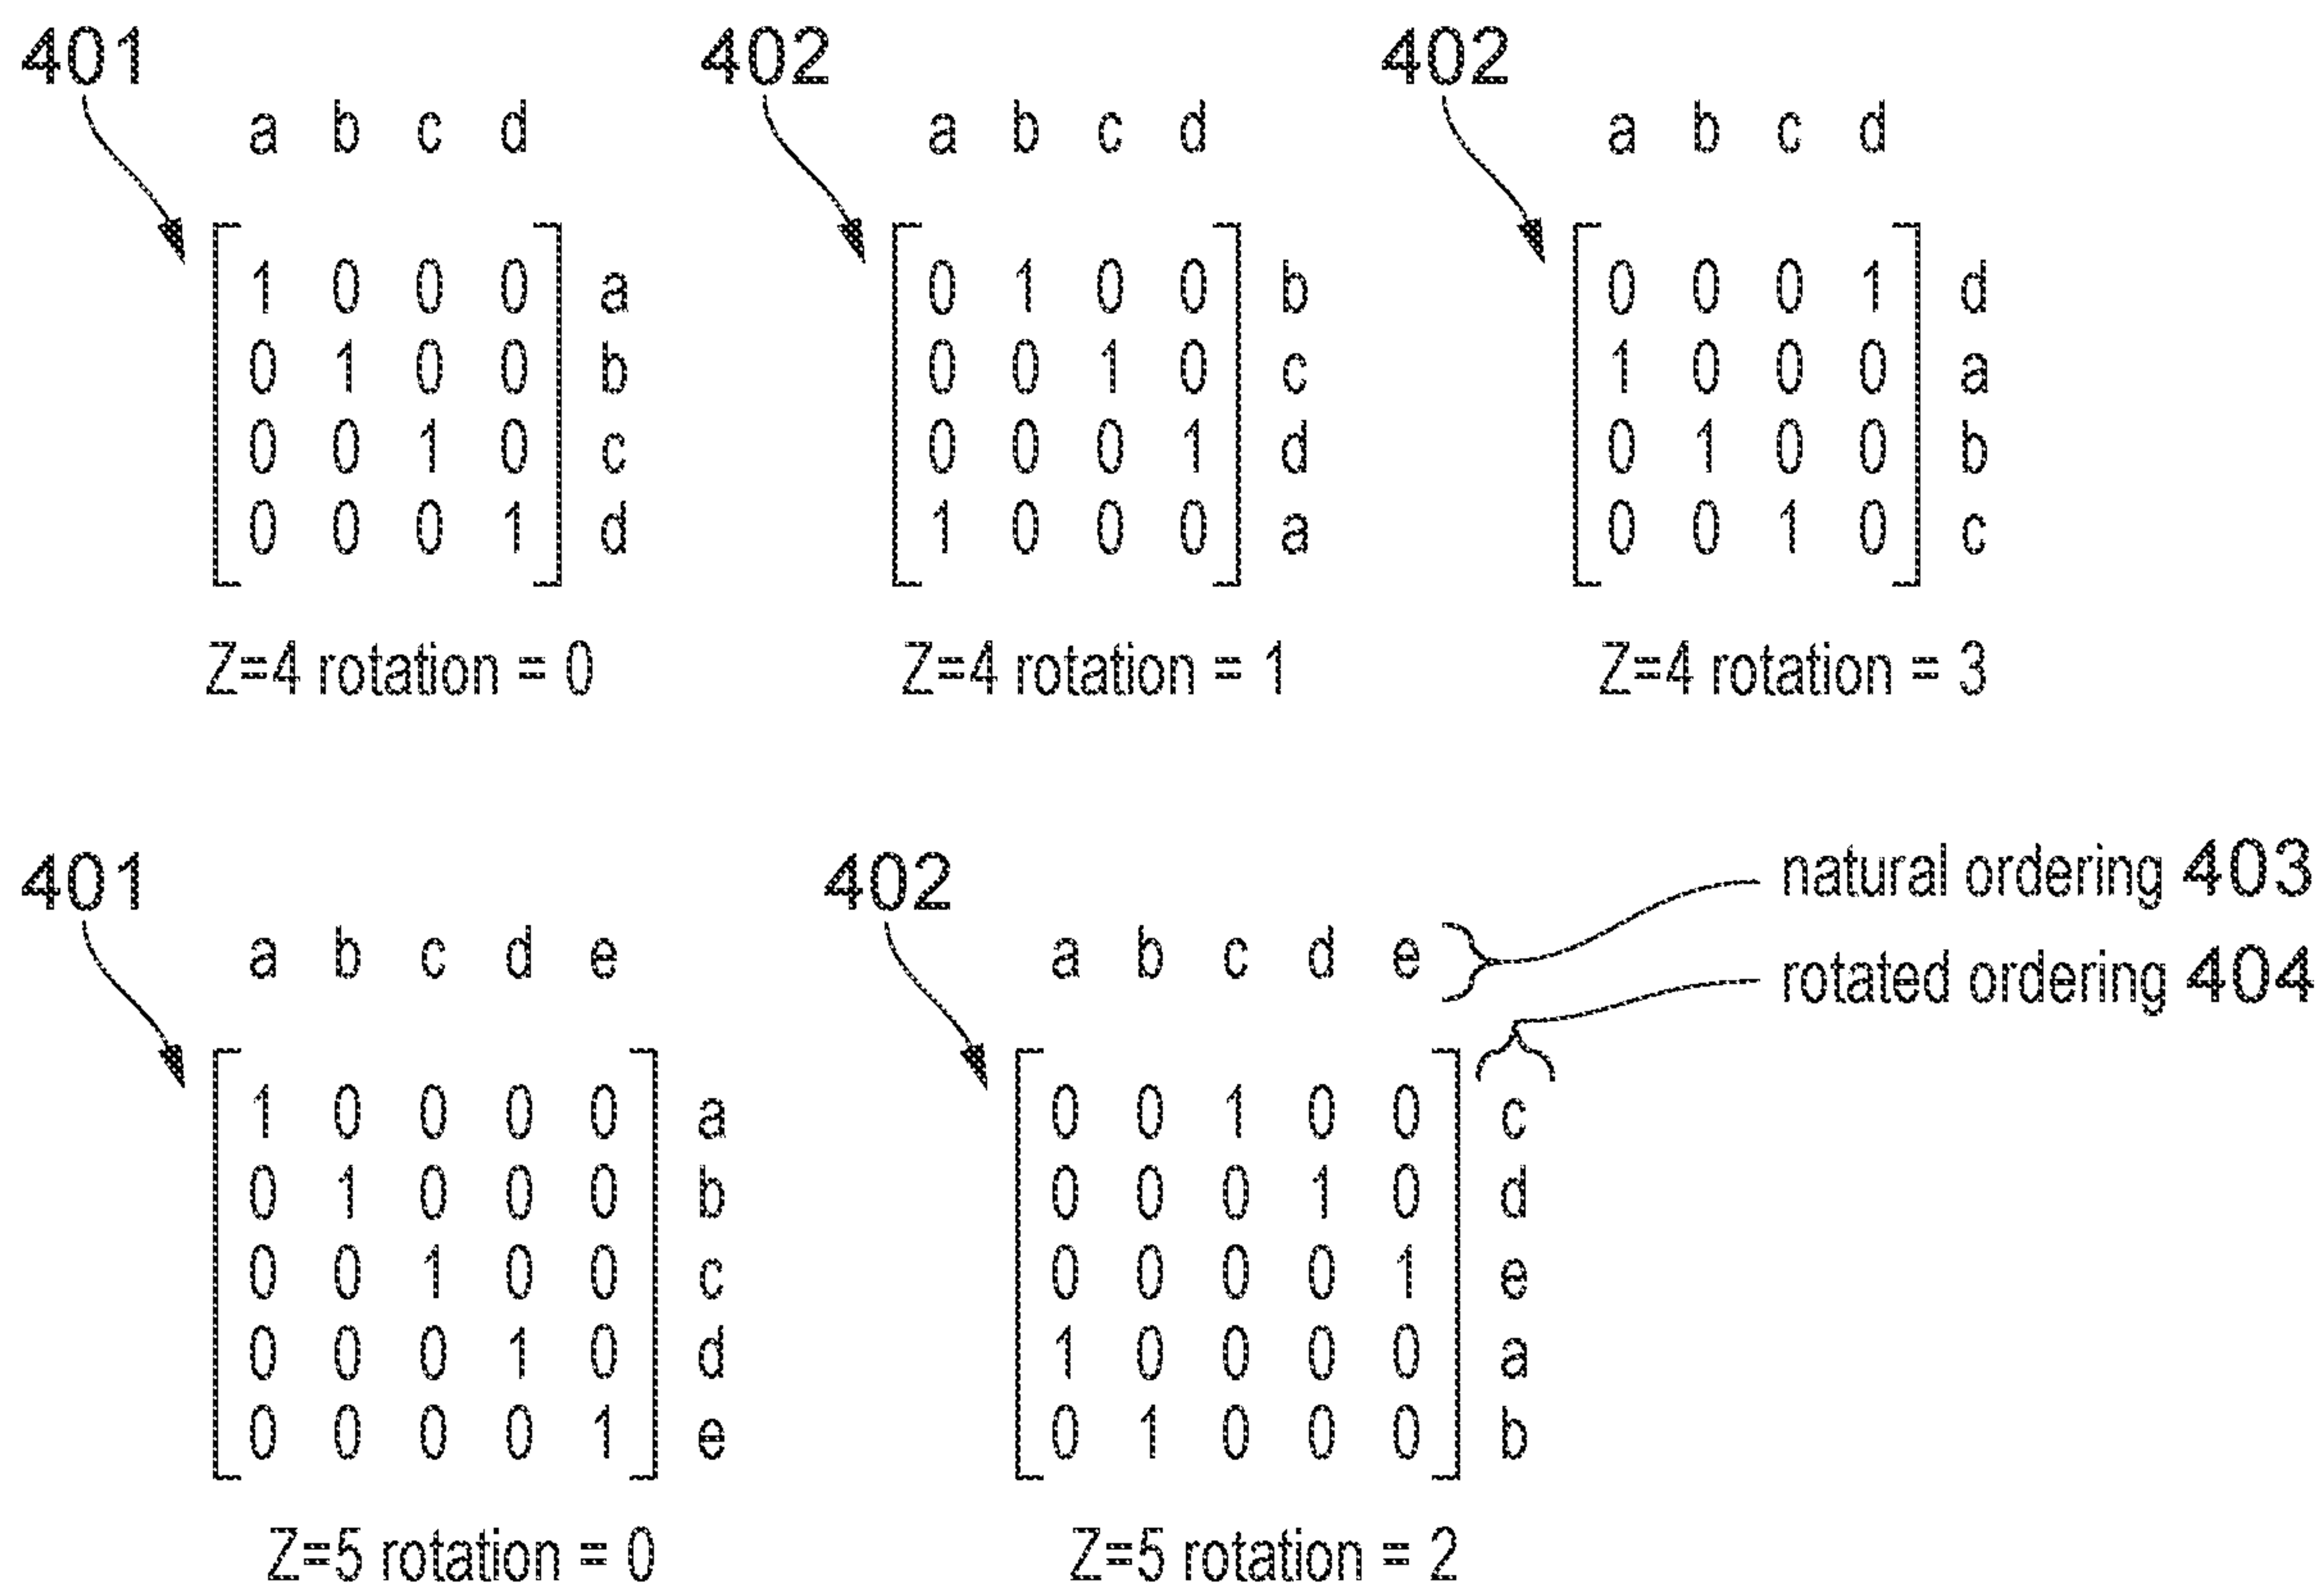 401 402 402
a b c d a b c d a b c d
1 0 0 0 a 0 1 0 0 b 0 0 0 1 d
0 1 0 0 b 0 0 1 0 c 1 0 0 0 a
0 0 1 0 c 0 0 0 1 d 0 1 0 0 b
0 0 0 1 d 1 0 0 0 a 0 0 1 0 c
Z=4 rotation = 0 Z=4 rotation = 1 Z=4 rotation = 3
401 402 natural ordering 403
a b c d e a b c d e rotated ordering 404
1 0 0 0 0 a 0 0 1 0 0 c
0 1 0 0 0 b 0 0 0 1 0 d
0 0 1 0 0 c 0 0 0 0 1 e
0 0 0 1 0 d 1 0 0 0 0 a
0 0 0 0 1 e 0 1 0 0 0 b
Z=5 rotation = 0 Z=5 rotation = 2